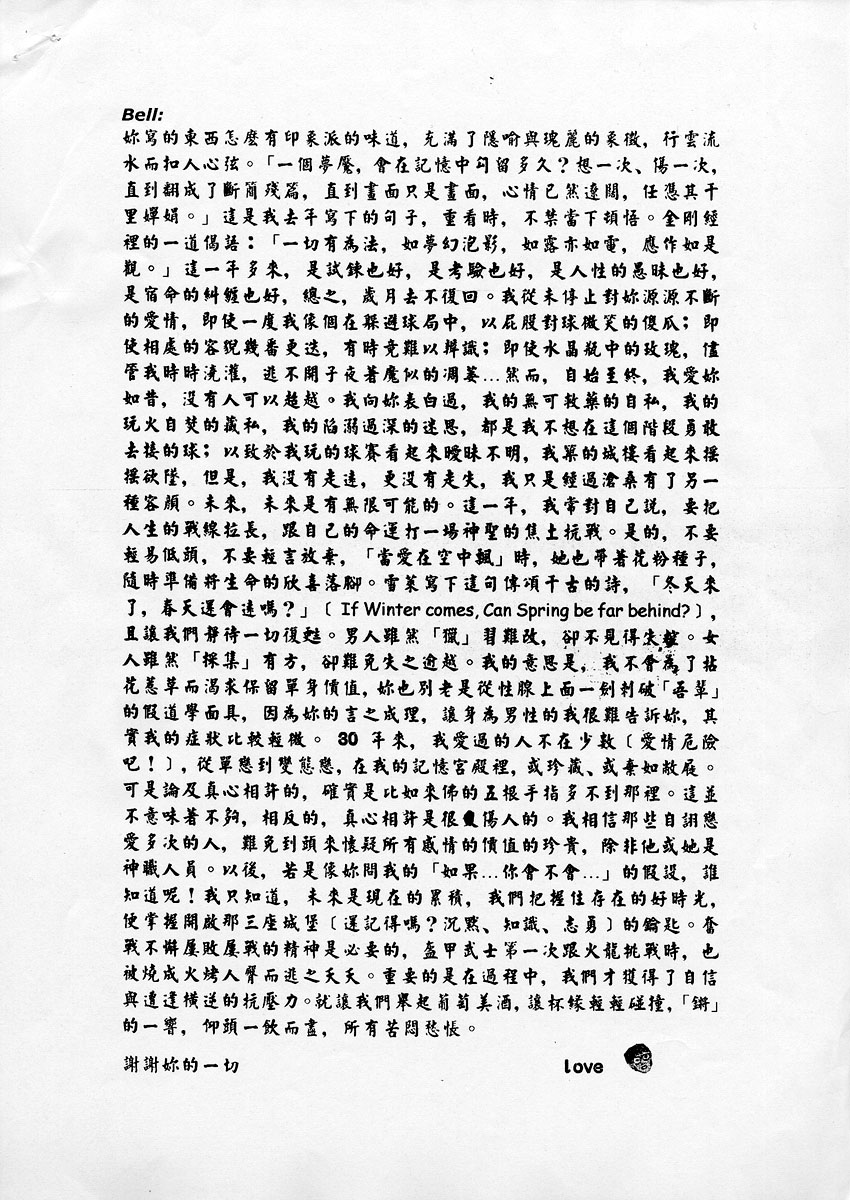 Bell:
妳寫的東西怎麼有印象派的味道，充滿了隱喻與瑰麗的象徵，行雲流
水而扣人心弦。「一個夢魘，會在記憶中勾留多久？想一次、傷一次，
直到翻成了斷簡殘篇，直到畫面只是畫面，心情已然遼闊，任憑其千
里嬋娟。」這是我去年寫下的句子，重看時，不禁當下頓悟。金剛經
裡的一道偈語：「一切有為法，如夢幻泡影，如露亦如電，應作如是
觀。」這一年多來，是試鍊也好，是考驗也好，是人性的愚昧也好，
是宿命的糾纏也好，總之，歲月去不復回。我從未停止對妳源源不斷
的愛情，即使一度我像個在躲避球局中，以屁股對球微笑的傻瓜；即
使相處的容貌幾番更迭，有時竟難以辨識；即使水晶瓶中的玫瑰，儘
管我時時澆灌，逃不開子夜著魔似的凋萎…然而，自始至終，我愛妳
如昔，沒有人可以超越。我向妳表白過，我的無可救藥的自私，我的
玩火自焚的藏私，我的陷溺過深的迷思，都是我不想在這個階段勇敢
去接的球；以致於我玩的球賽看起來曖昧不明，我築的城樓看起來搖
搖欲墜，但是，我沒有走遠，更沒有走失，我只是經過滄桑有了另一
種容顏。未來，未來是有無限可能的。這一年，我常對自己說，要把
人生的戰線拉長，跟自己的命運打一場神聖的焦土抗戰。是的，不要
輕易低頭，不要輕言放棄，「當愛在空中飄」時，她也帶著花粉種子，
隨時準備將生命的欣喜落腳。雪萊寫下這句傳頌千古的詩，「冬天來
了，春天還會遠嗎？」〔 If Winter comes, Can Spring be far behind? 〕，
且讓我們幫待一切復甦。男人雖然「獵」習難改，卻不見得失控。女
人雖然「採集」有方，卻難免失之逾越。我的意思是，我不會為了拈
花惹草而渴求保留單身價值，妳也別老是從性腺上面一劍刺破「吾輩」
的假道學面具，因為妳的言之成理，讓身為男性的我很難告訴妳，其
實我的症狀比較輕微。 30 年來，我愛過的人不在少數〔愛情危險
吧！〕，從單戀到變態戀，在我的記憶宮殿裡，或珍藏、或棄如敝屣。
可是論及真心相許的，確實是比如來佛的五根手指多不到那裡。這並
不意味著不夠，相反的，真心相許是很傷人的。我相信那些自詡戀
愛多次的人，難免到頭來懷疑所有感情的價值的珍貴，除非他或她是
神職人員。以後，若是像妳問我的「如果…你會不會…」的假設，誰
知道呢！我只知道，未來是現在的累積，我們把握住存在的好時光，
便掌握開啟那三座城堡〔還記得嗎？沉默、知識、志勇〕的鑰匙。奮
戰不懈屢敗屢戰的精神是必要的，盔甲武士第一次跟火龍挑戰時，也
被燒成火烤人臀而逃之夭夭。重要的是在過程中，我們才獲得了自信
與遭逢橫逆的抗壓力。就讓我們舉起葡萄美酒，讓杯緣輕輕碰撞，「鏘」
的一響，仰頭一飲而盡，所有苦悶愁悵。
謝謝妳的一切
love